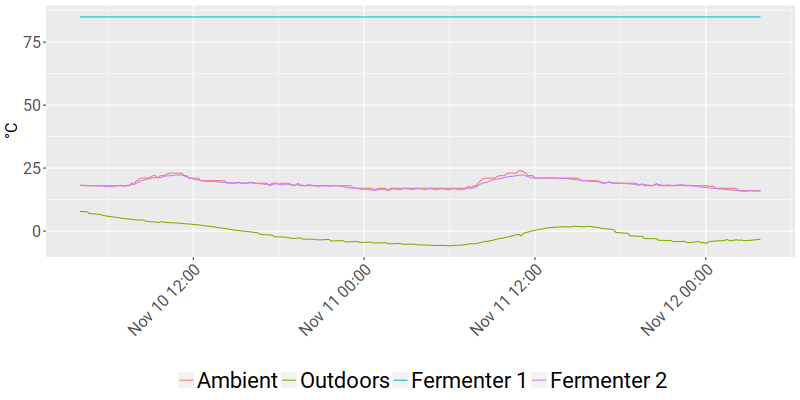 75
50
25
0
°C
Nov 10 12:00
Nov 11 00:00
Nov 11 12:00
Nov 12 00:00
Ambient Outdoors Fermenter 1 Fermenter 2